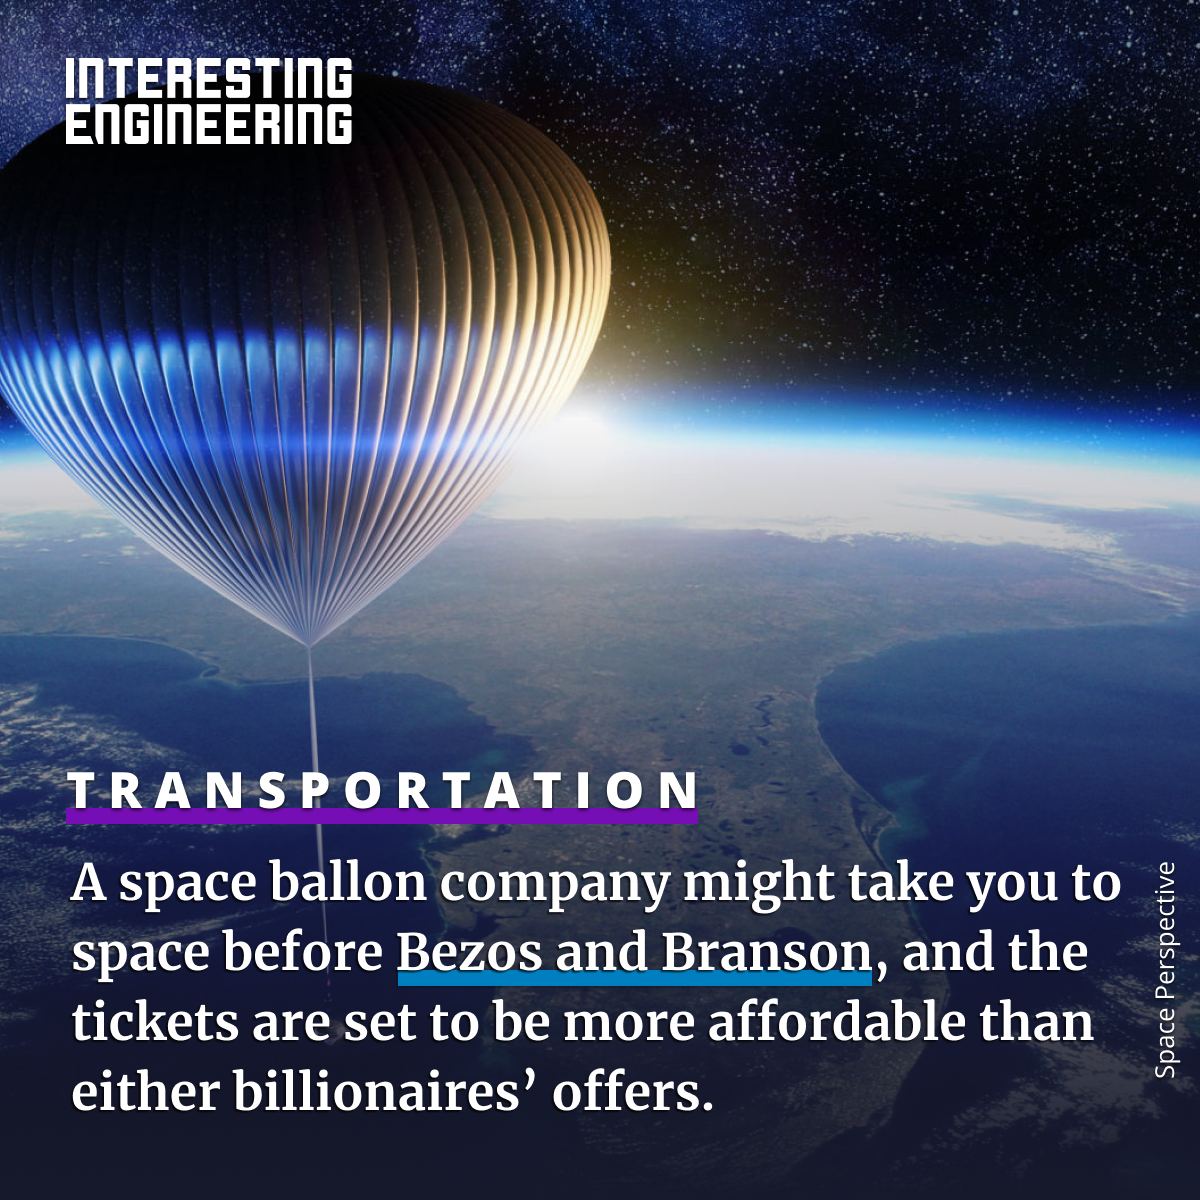 INTERESTING
ENGINEERING
TRANSPORTATION
A space ballon company might take you to
space before Bezos and Branson, and the
tickets are set to be more affordable than
either billionaires’ offers.
Space Perspective